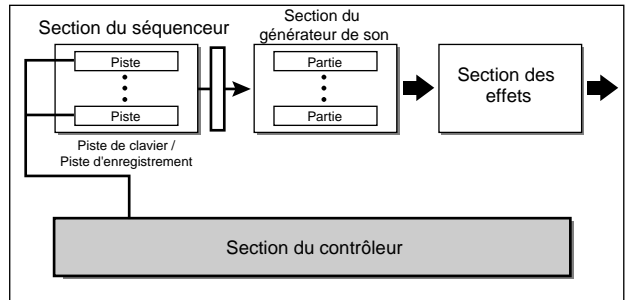 Section du séquenceur
Piste
Piste
Piste de clavier /
Piste d'enregistrement
Section du
générateur de son
Partie
Partie
Section des
effets
Section du contrôleur